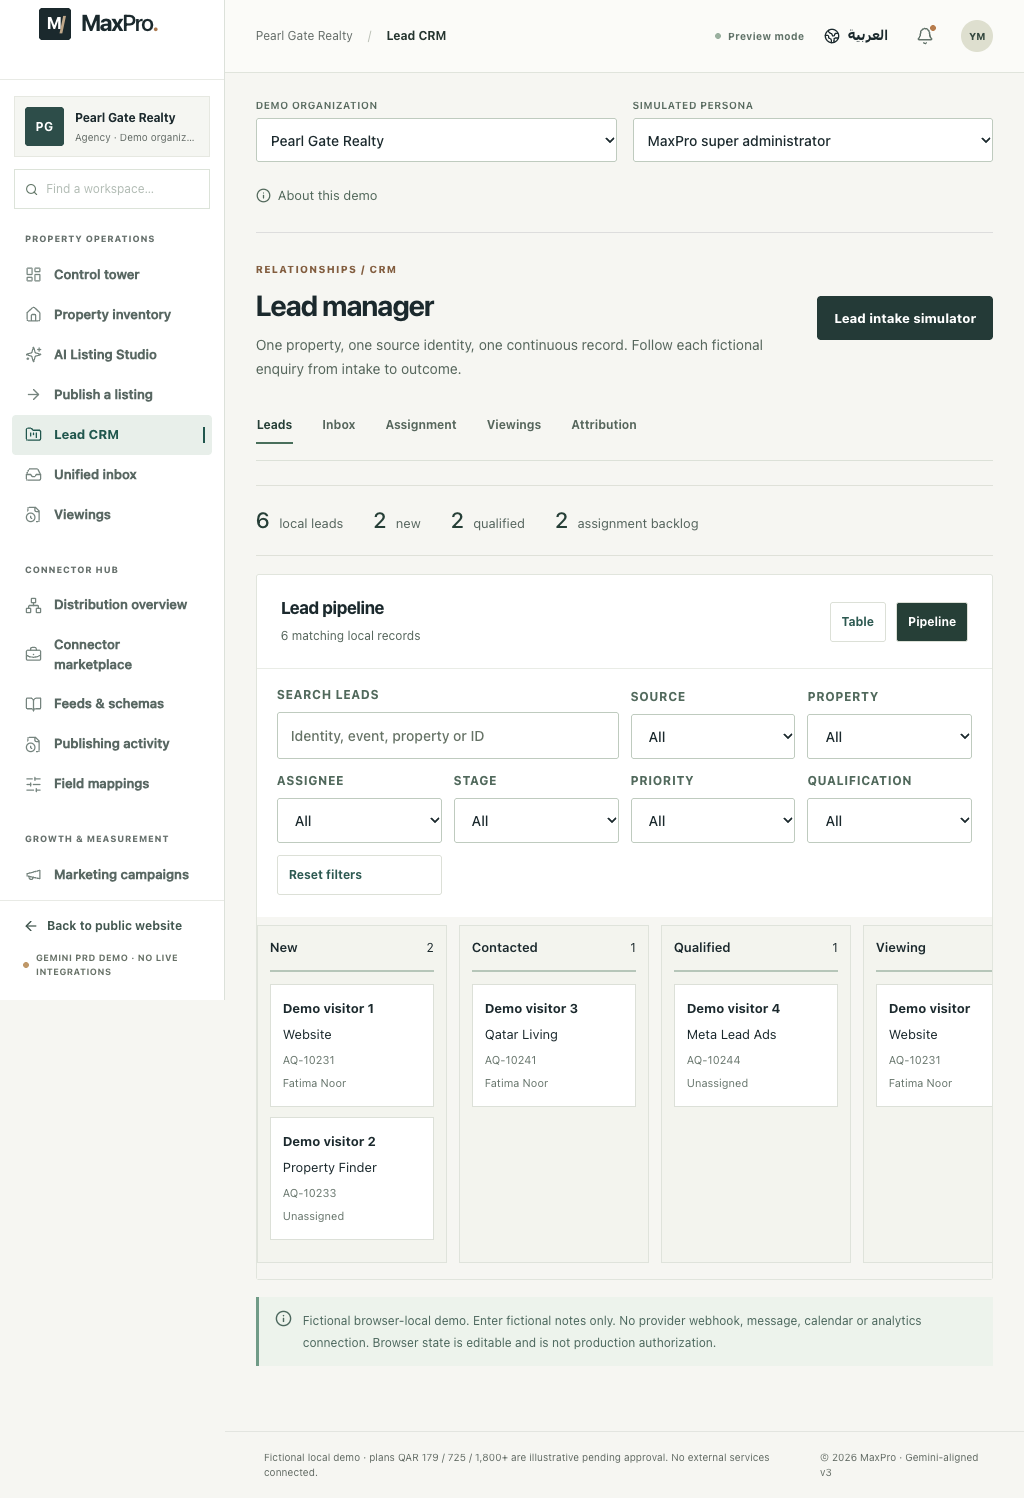 M/ MaxPro.
PG
Pearl Gate Realty
Agency · Demo organiz...
Find a workspace...
PROPERTY OPERATIONS
Control tower
Property inventory
AI Listing Studio
Publish a listing
Lead CRM
Unified inbox
Viewings
CONNECTOR HUB
Distribution overview
Connector
marketplace
Feeds & schemas
Publishing activity
Field mappings
GROWTH & MEASUREMENT
Marketing campaigns
Back to public website
GEMINI PRD DEMO · NO LIVE
INTEGRATIONS
Pearl Gate Realty / Lead CRM
Preview mode
العربية
YM
DEMO ORGANIZATION
Pearl Gate Realty
SIMULATED PERSONA
MaxPro super administrator
About this demo
RELATIONSHIPS / CRM
Lead manager
One property, one source identity, one continuous record. Follow each fictional
enquiry from intake to outcome.
Lead intake simulator
Leads Inbox Assignment Viewings Attribution
6 local leads 2 new 2 qualified 2 assignment backlog
Lead pipeline
6 matching local records
Table Pipeline
SEARCH LEADS
Identity, event, property or ID
SOURCE
All
PROPERTY
All
ASSIGNEE
All
STAGE
All
PRIORITY
All
QUALIFICATION
All
Reset filters
New 2
Demo visitor 1
Website
AQ-10231
Fatima Noor
Demo visitor 2
Property Finder
AQ-10233
Unassigned
Contacted 1
Demo visitor 3
Qatar Living
AQ-10241
Fatima Noor
Qualified 1
Demo visitor 4
Meta Lead Ads
AQ-10244
Unassigned
Viewing
Demo visitor
Website
AQ-10231
Fatima Noor
Fictional browser-local demo. Enter fictional notes only. No provider webhook, message, calendar or analytics
connection. Browser state is editable and is not production authorization.
Fictional local demo · plans QAR 179 / 725 / 1,800+ are illustrative pending approval. No external services
connected.
© 2026 MaxPro · Gemini-aligned
v3